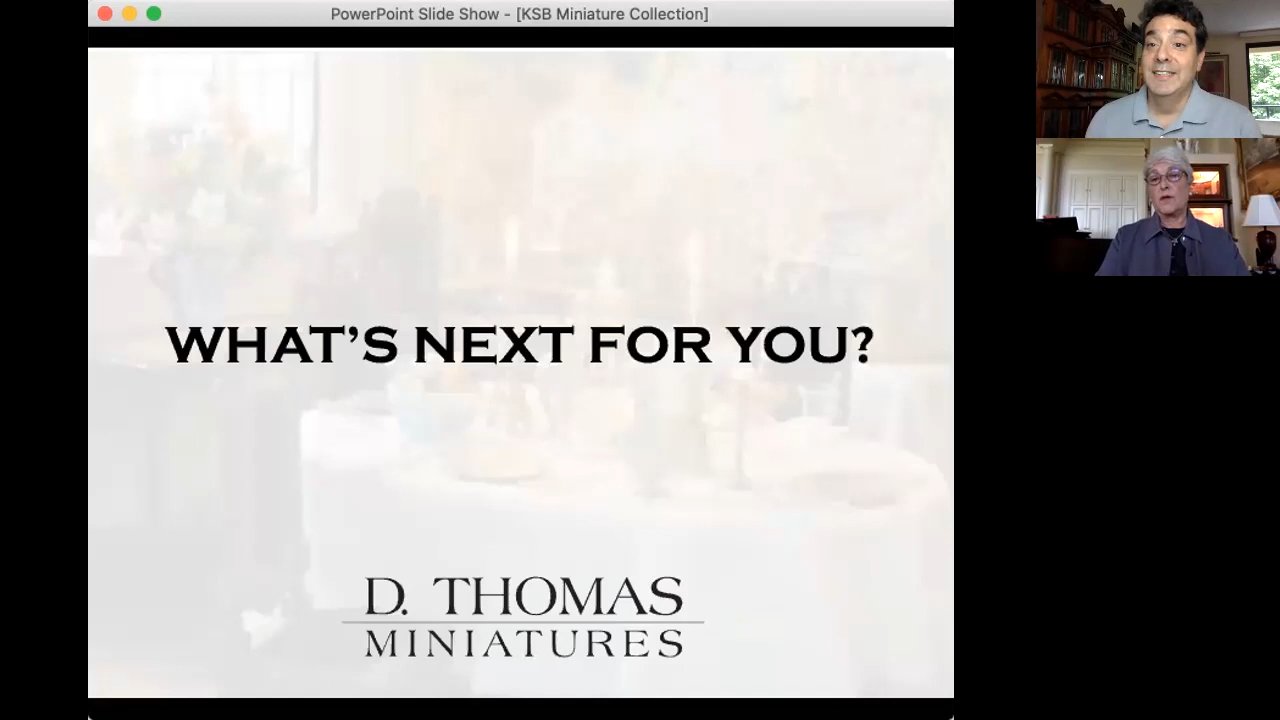 PowerPoint Slide Show - [KSB Miniature Collection]
WHAT'S NEXT FOR YOU?
D. THOMAS
MINIATURES